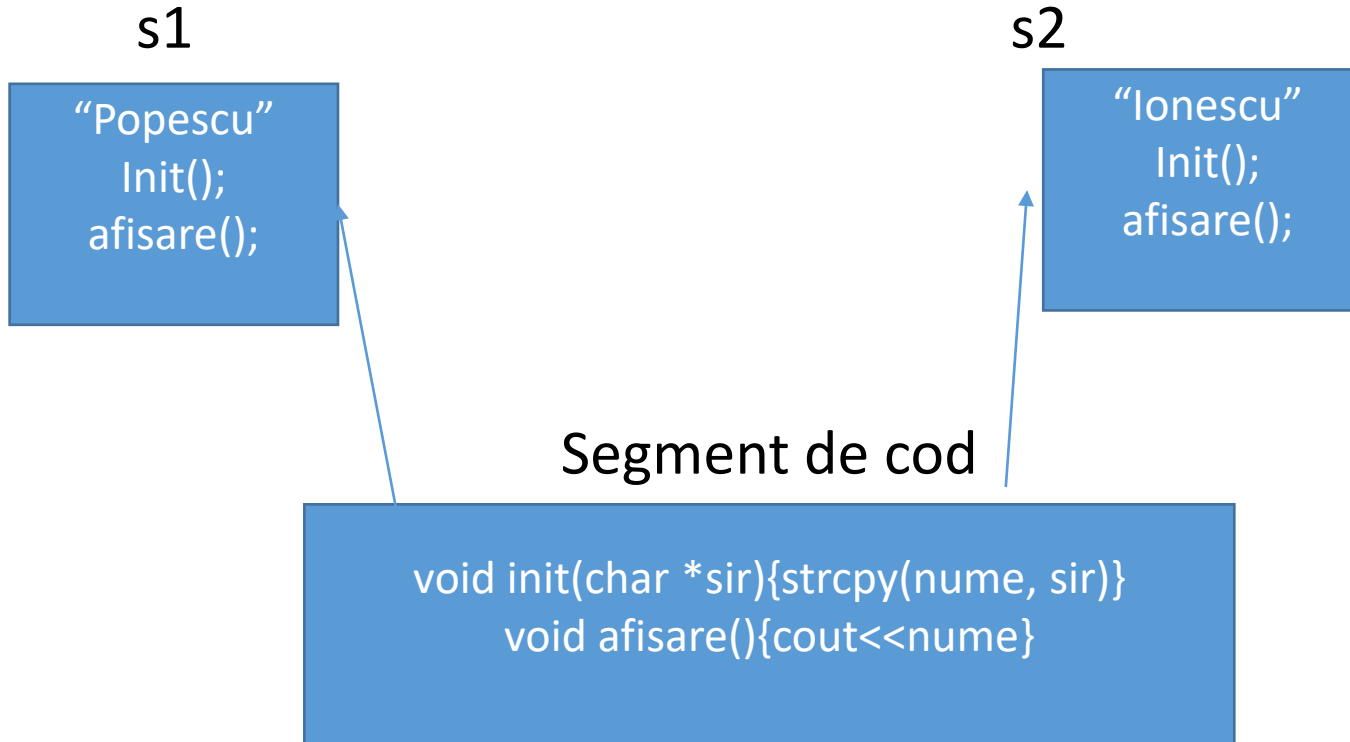 s1
s2
“Popescu”
Init();
afisare();
“Ionescu”
Init();
afisare();
Segment de cod
void init(char *sir){strcpy(nume, sir)}
void afisare(){cout<<nume}